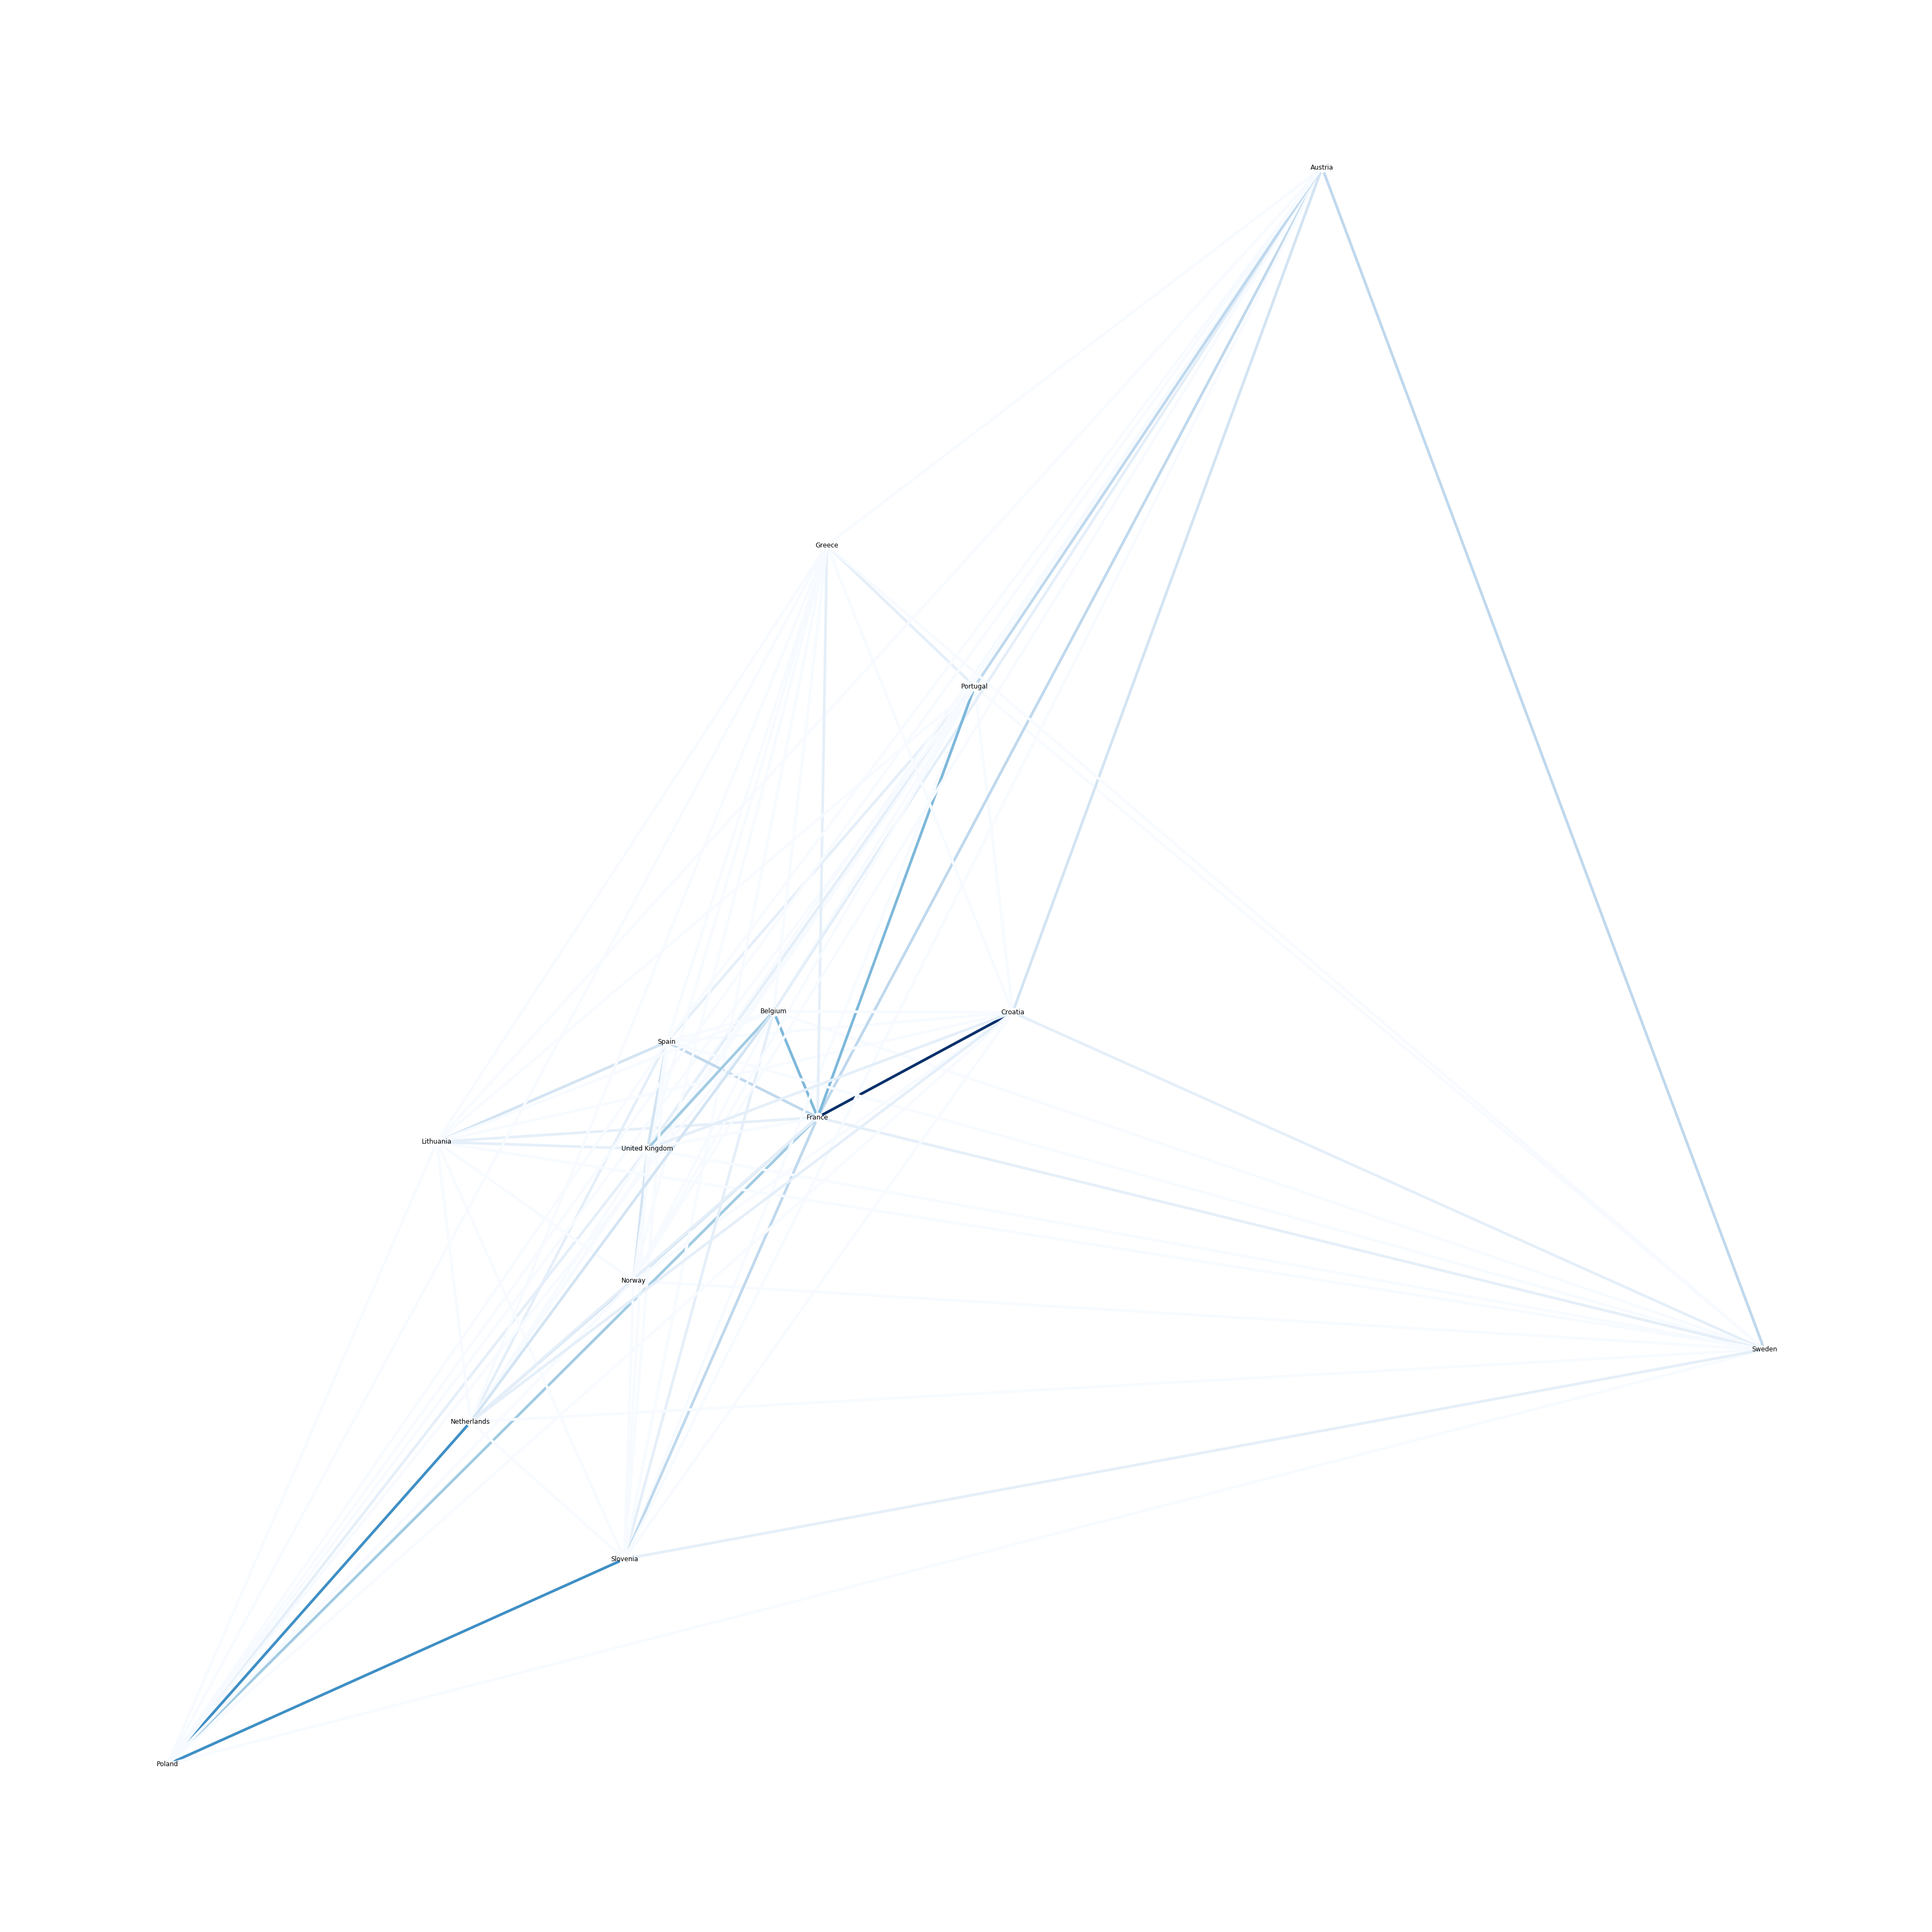 Austria
Greece
Portugal
Belgium
Croatia
Spain
France
Lithuania
United Kingdom
Norway
Sweden
Netherlands
Slovenia
Poland